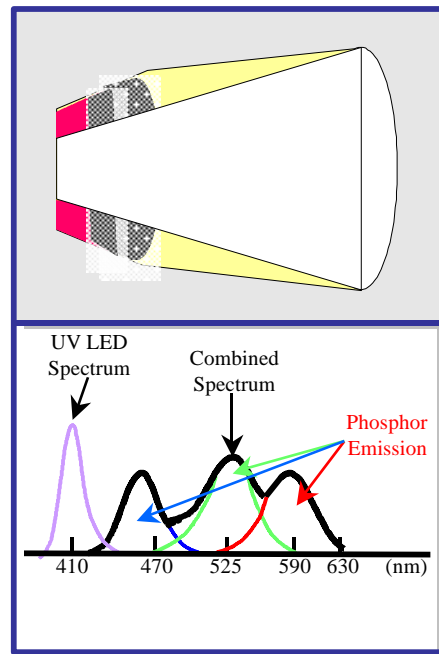 UV LED
Spectrum
Combined
Spectrum
Phosphor
Emission
410 470 525 590 630 (nm)